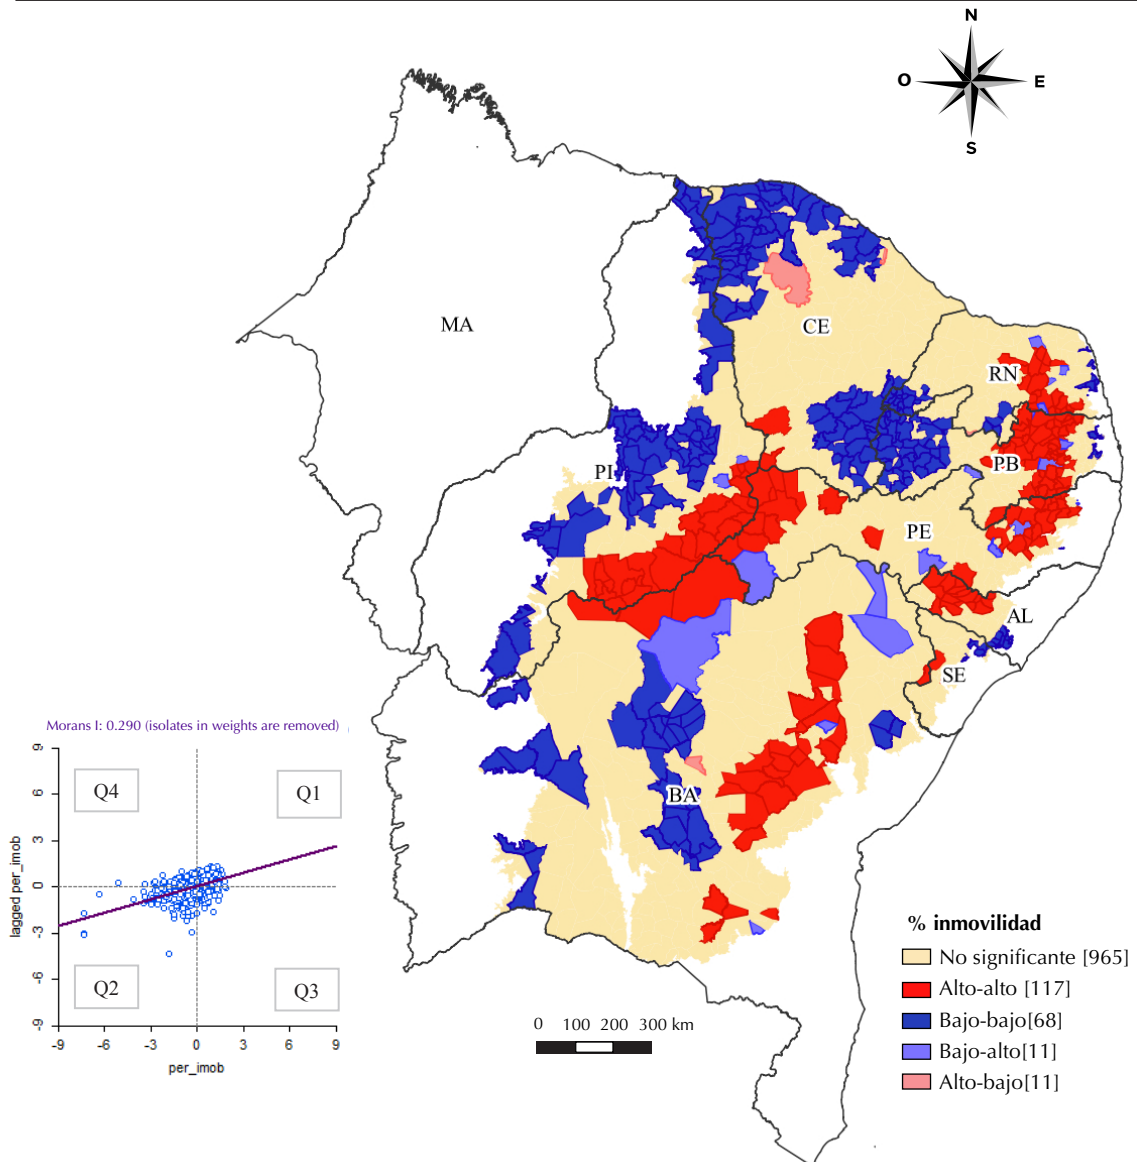 N
O
E
S
MA
CE
RN
PI
PB
PE
AL
SE
BA
Morans I: 0.290 (isolates in weights are removed)
9
6
3
0
-3
-6
-9
lagged per_imob
Q4
Q1
Q2
Q3
-9 -6 -3 0 3 6 9
per_imob
0 100 200 300 km
% inmovilidad
No significante [965]
Alto-alto [117]
Bajo-bajo[68]
Bajo-alto[11]
Alto-bajo[11]